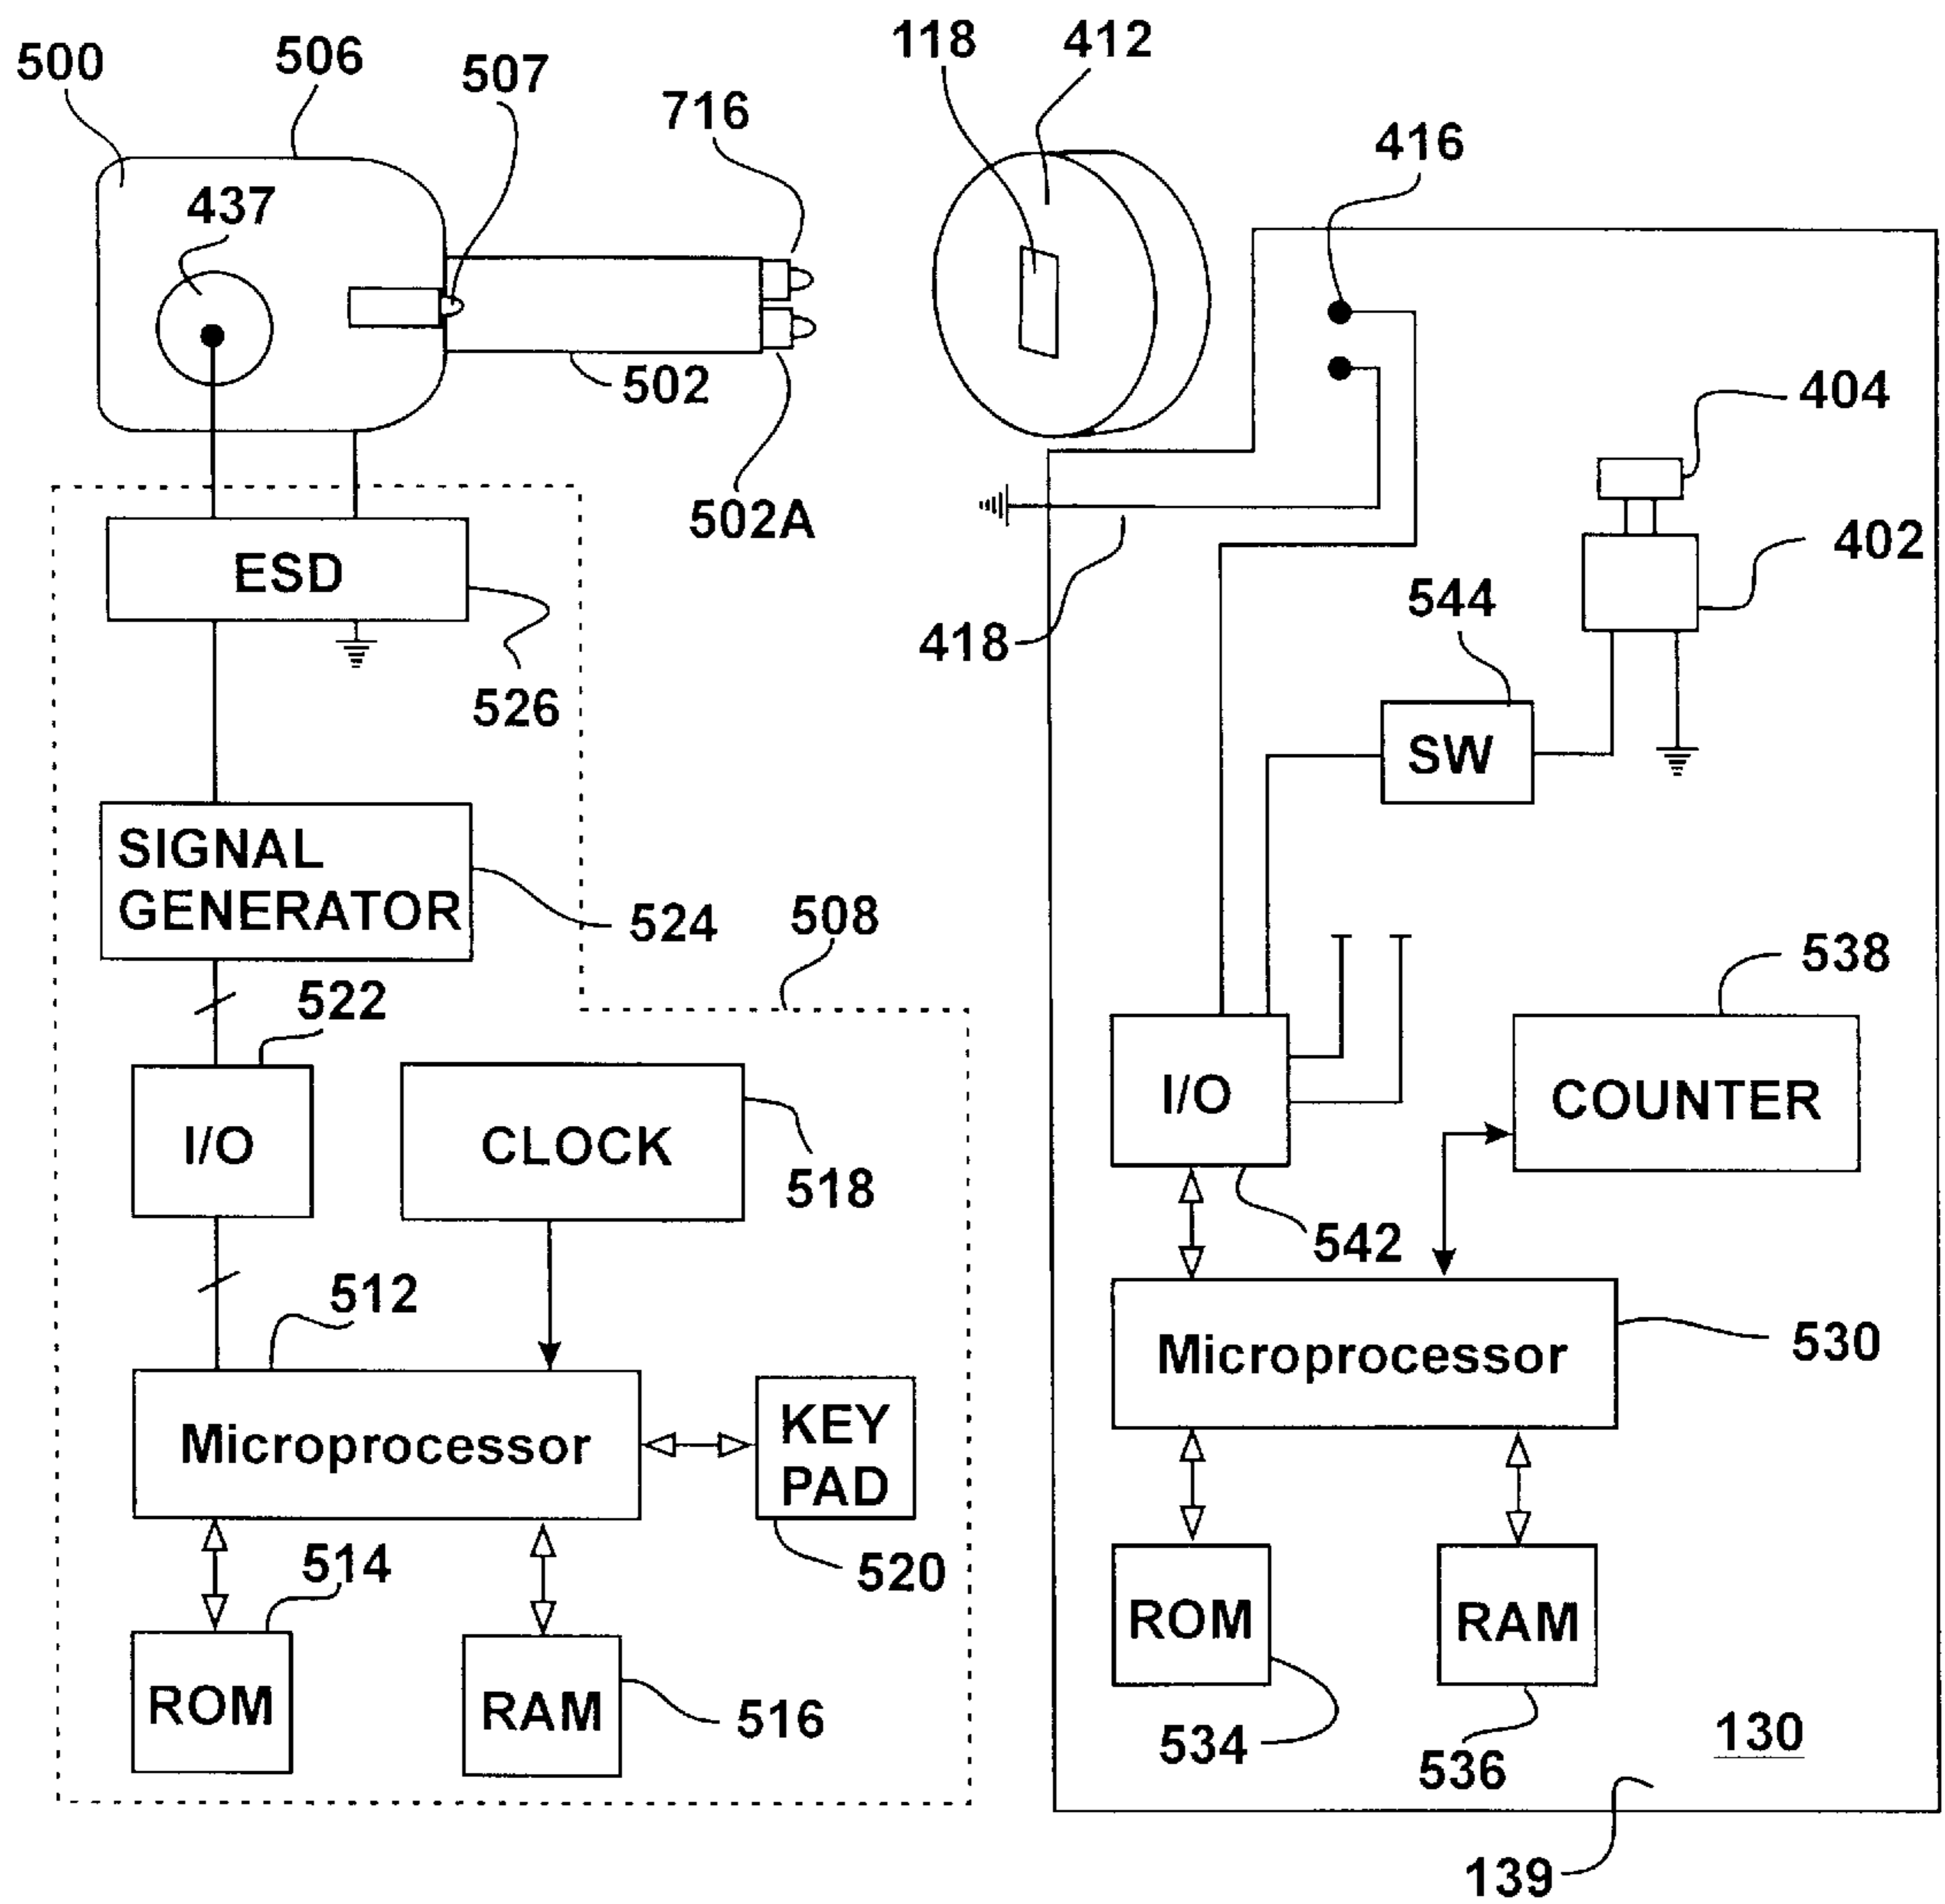 500
506
507
716
118
412
416
437
502
404
502A
402
ESD
418
544
526
SW
SIGNAL
GENERATOR
524
508
538
522
I/O
CLOCK
518
I/O
COUNTER
542
512
Microprocessor
530
Microprocessor
KEY
PAD
520
514
ROM
RAM
516
ROM
RAM
534
536
130
139